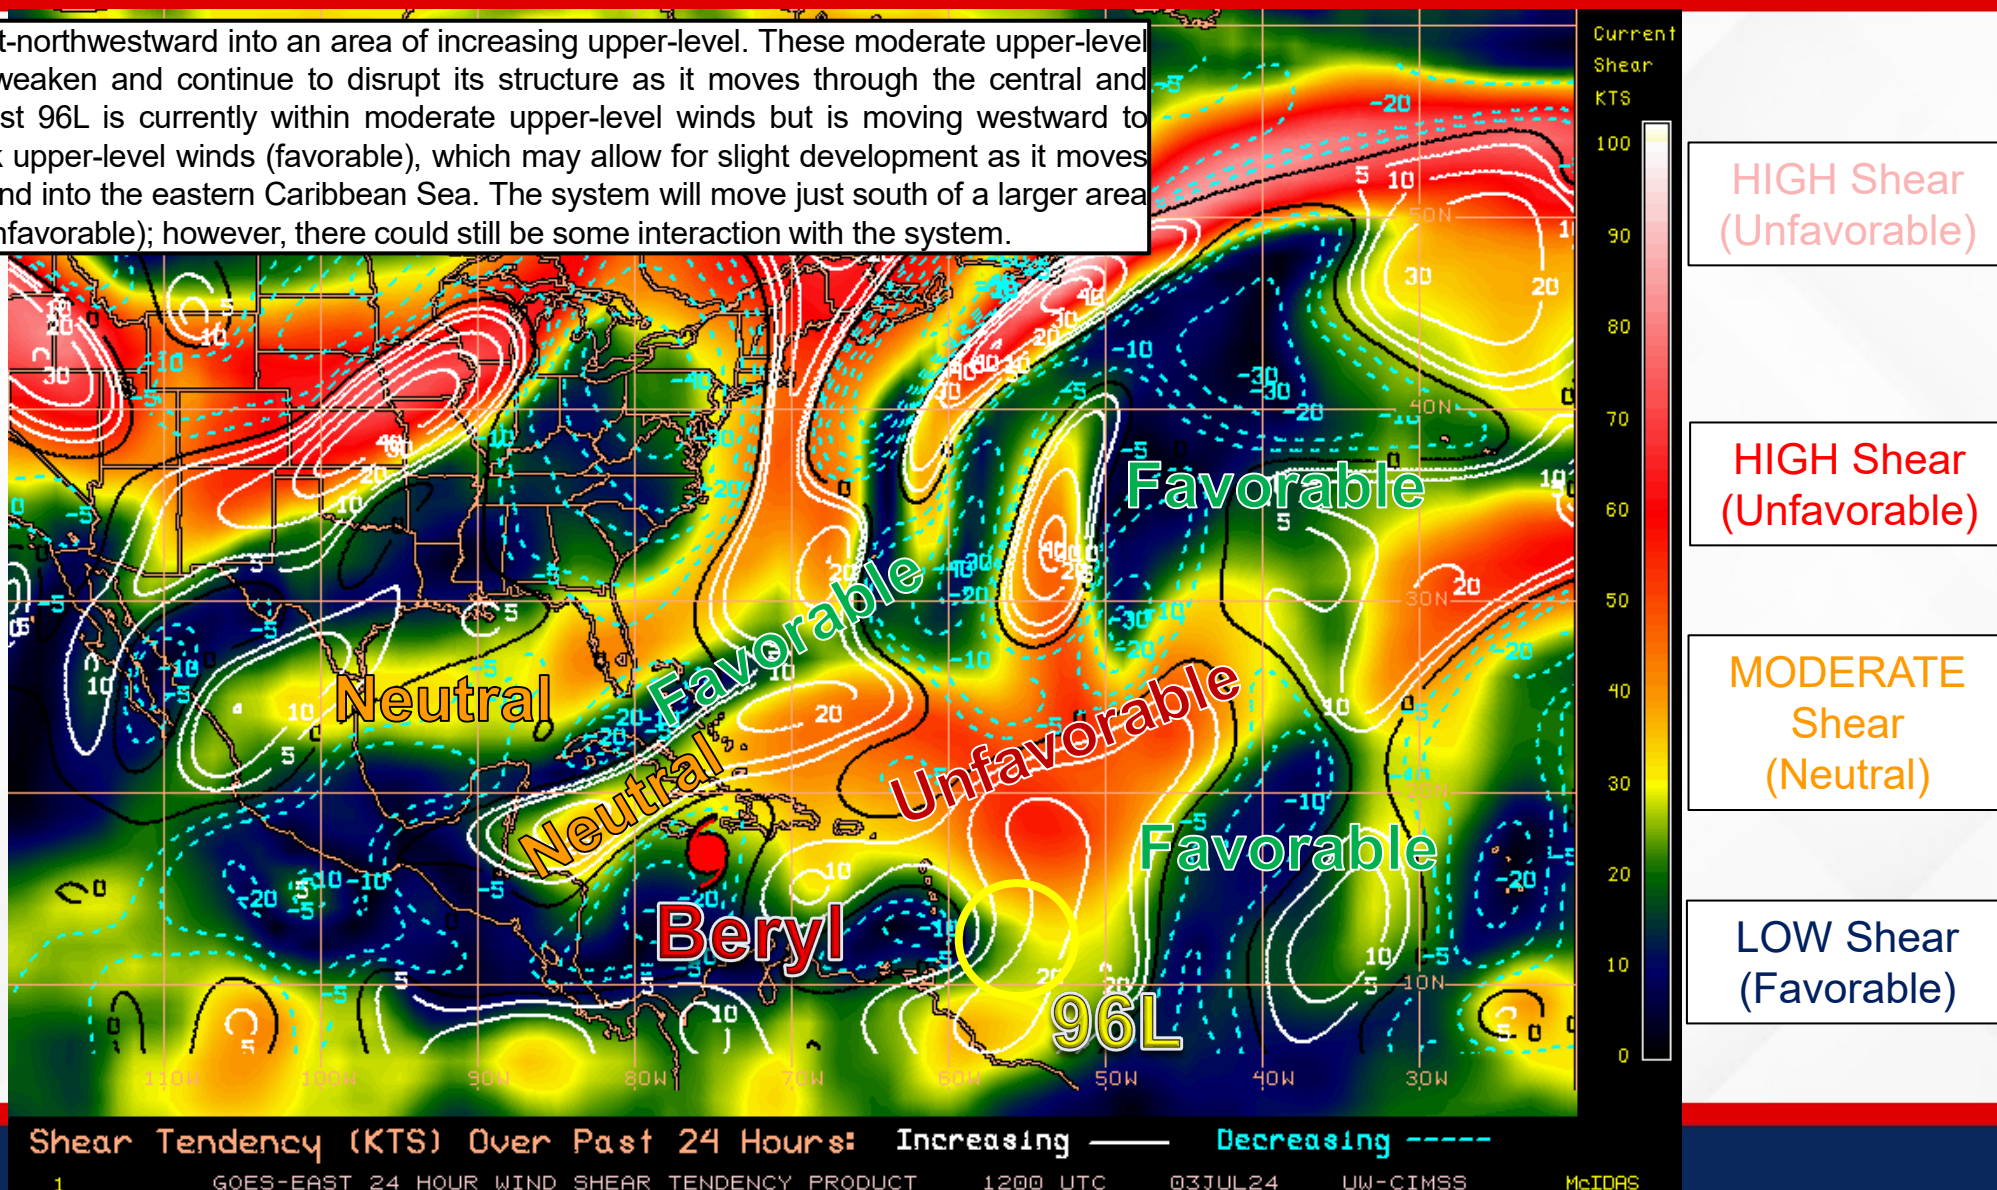 t-northwestward into an area of increasing upper-level. These moderate upper-level
weaken and continue to disrupt its structure as it moves through the central and
st 96L is currently within moderate upper-level winds but is moving westward to
k upper-level winds (favorable), which may allow for slight development as it moves
nd into the eastern Caribbean Sea. The system will move just south of a larger area
nfavorable); however, there could still be some interaction with the system.
Current
Shear
KTS
100
90
80
70
60
50
40
30
20
10
0
HIGH Shear
(Unfavorable)
HIGH Shear
(Unfavorable)
MODERATE
Shear
(Neutral)
LOW Shear
(Favorable)
Favorable
Favorable
Neutral
Unfavorable
Neutral
Favorable
Beryl
96L
50N
40N
30N
20N
10N
110W
100W
90W
80W
70W
60W
50W
40W
30W
Shear Tendency (KTS) Over Past 24 Hours: Increasing Decreasing
1 GOES-EAST 24 HOUR WIND SHEAR TENDENCY PRODUCT 1200 UTC 03JUL24 UW-CIMSS McIDAS